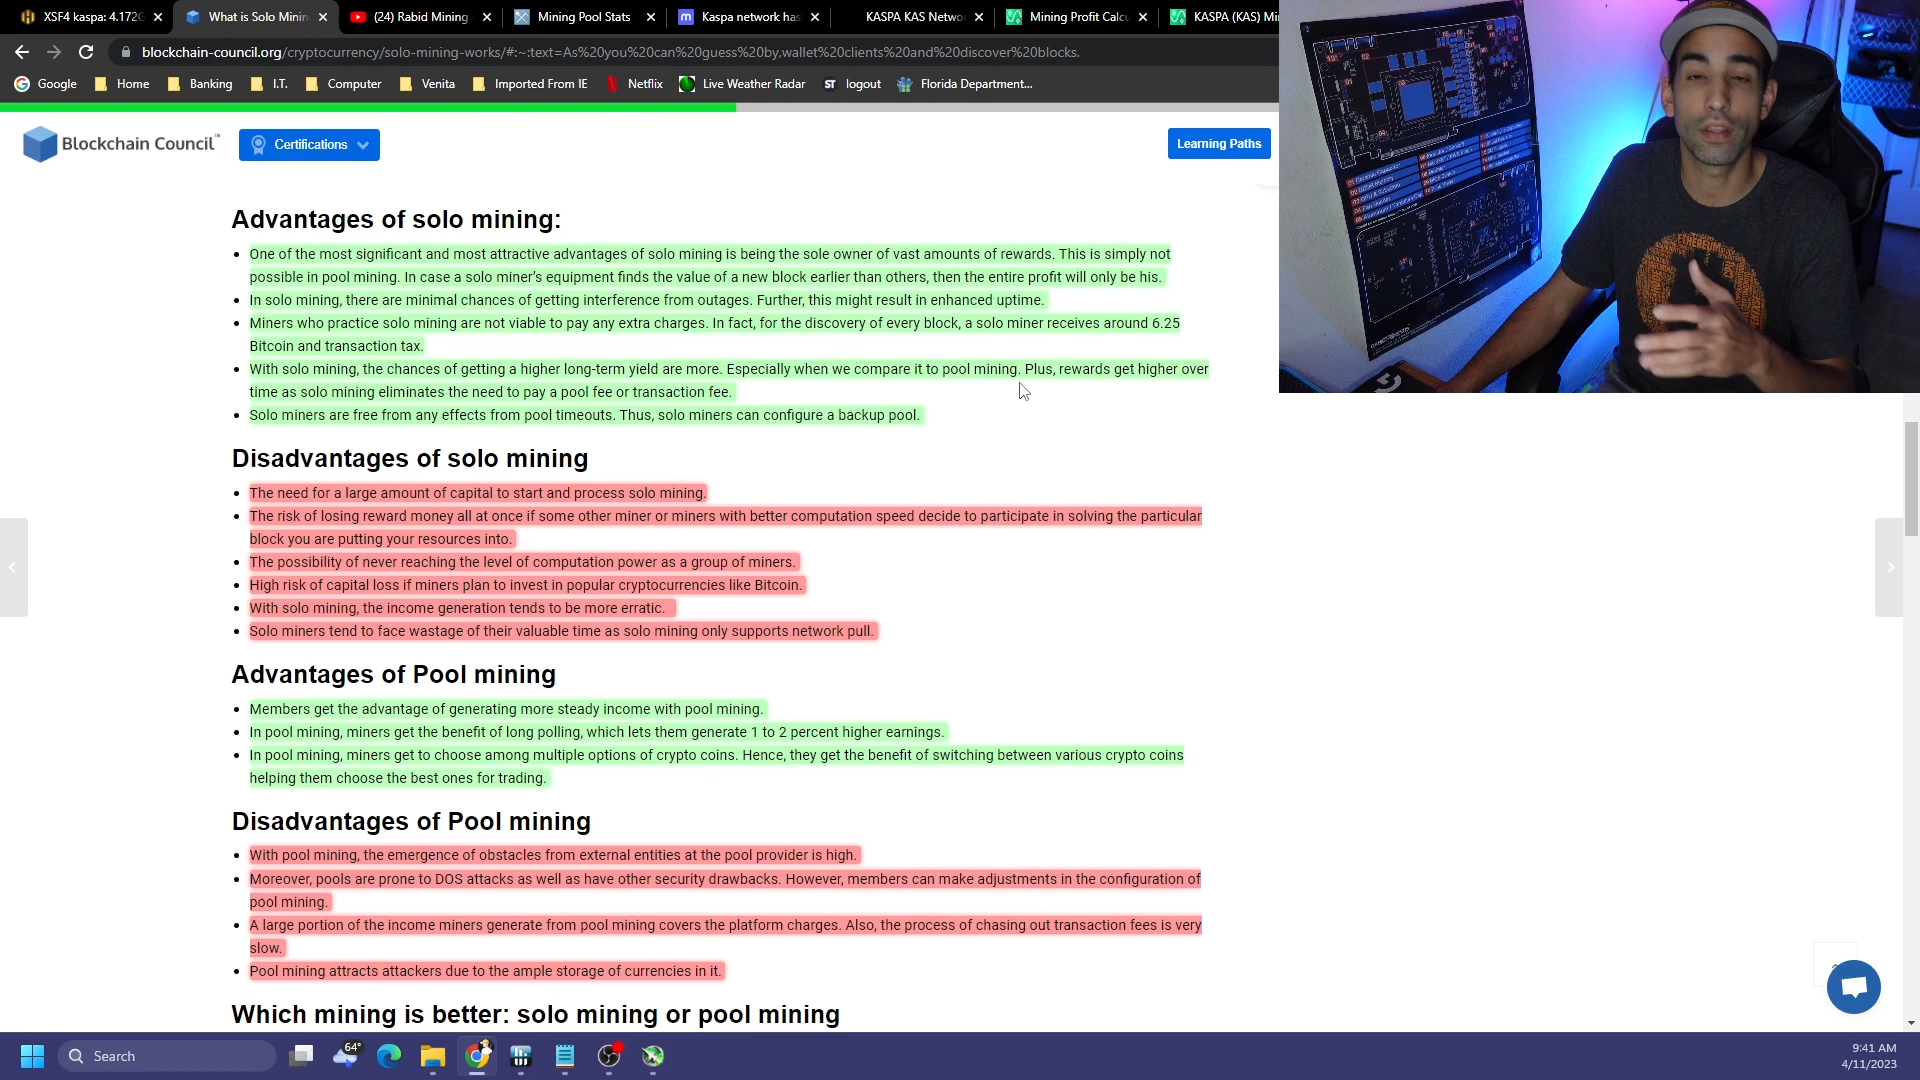 XSF4 kaspa: 4.172G
What is Solo Minin
(24) Rabid Mining
Mining Pool Stats
Kaspa network has
KASPA KAS Netwo
Mining Profit Calcu
KASPA (KAS) Mi
blockchain-council.org/cryptocurrency/solo-mining-works/#:~:text=As%20you%20can%20guess%20by,wallet%20clients%20and%20discover%20blocks.
Google
Home
Banking
I.T.
Computer
Venita
Imported From IE
Netflix
Live Weather Radar
ST logout
Florida Department...
Blockchain Council™
Certifications
Learning Paths
Advantages of solo mining:
One of the most significant and most attractive advantages of solo mining is being the sole owner of vast amounts of rewards. This is simply not
possible in pool mining. In case a solo miner’s equipment finds the value of a new block earlier than others, then the entire profit will only be his.
In solo mining, there are minimal chances of getting interference from outages. Further, this might result in enhanced uptime.
Miners who practice solo mining are not viable to pay any extra charges. In fact, for the discovery of every block, a solo miner receives around 6.25
Bitcoin and transaction tax.
With solo mining, the chances of getting a higher long-term yield are more. Especially when we compare it to pool mining. Plus, rewards get higher over
time as solo mining eliminates the need to pay a pool fee or transaction fee.
Solo miners are free from any effects from pool timeouts. Thus, solo miners can configure a backup pool.
Disadvantages of solo mining
The need for a large amount of capital to start and process solo mining.
The risk of losing reward money all at once if some other miner or miners with better computation speed decide to participate in solving the particular
block you are putting your resources into.
The possibility of never reaching the level of computation power as a group of miners.
High risk of capital loss if miners plan to invest in popular cryptocurrencies like Bitcoin.
With solo mining, the income generation tends to be more erratic.
Solo miners tend to face wastage of their valuable time as solo mining only supports network pull.
Advantages of Pool mining
Members get the advantage of generating more steady income with pool mining.
In pool mining, miners get the benefit of long polling, which lets them generate 1 to 2 percent higher earnings.
In pool mining, miners get to choose among multiple options of crypto coins. Hence, they get the benefit of switching between various crypto coins
helping them choose the best ones for trading.
Disadvantages of Pool mining
With pool mining, the emergence of obstacles from external entities at the pool provider is high.
Moreover, pools are prone to DOS attacks as well as have other security drawbacks. However, members can make adjustments in the configuration of
pool mining.
A large portion of the income miners generate from pool mining covers the platform charges. Also, the process of chasing out transaction fees is very
slow.
Pool mining attracts attackers due to the ample storage of currencies in it.
Which mining is better: solo mining or pool mining
Search
64°
9:41 AM
4/11/2023